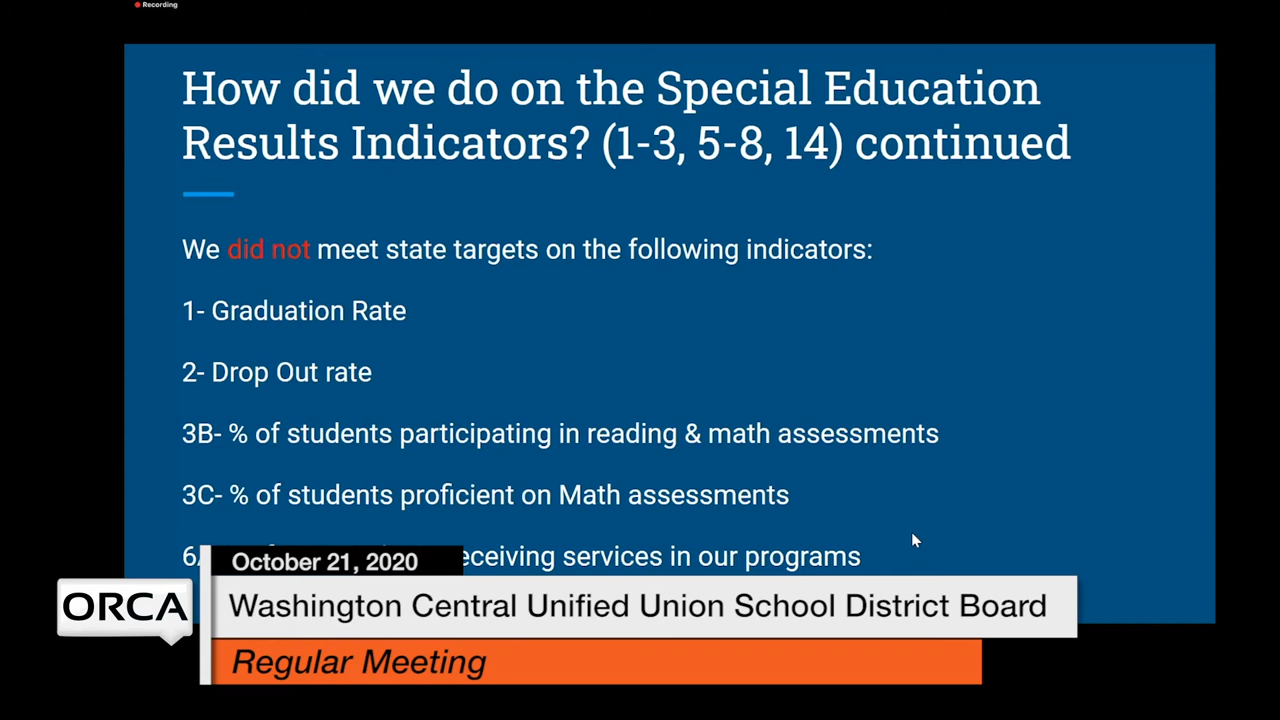 Recording
How did we do on the Special Education
Results Indicators? (1-3, 5-8, 14) continued
We did not meet state targets on the following indicators:
1- Graduation Rate
2- Drop Out rate
3B- % of students participating in reading & math assessments
3C- % of students proficient on Math assessments
services in our programs
October 21, 2020
ORCA
Washington Central Unified Union School District Board
Regular Meeting